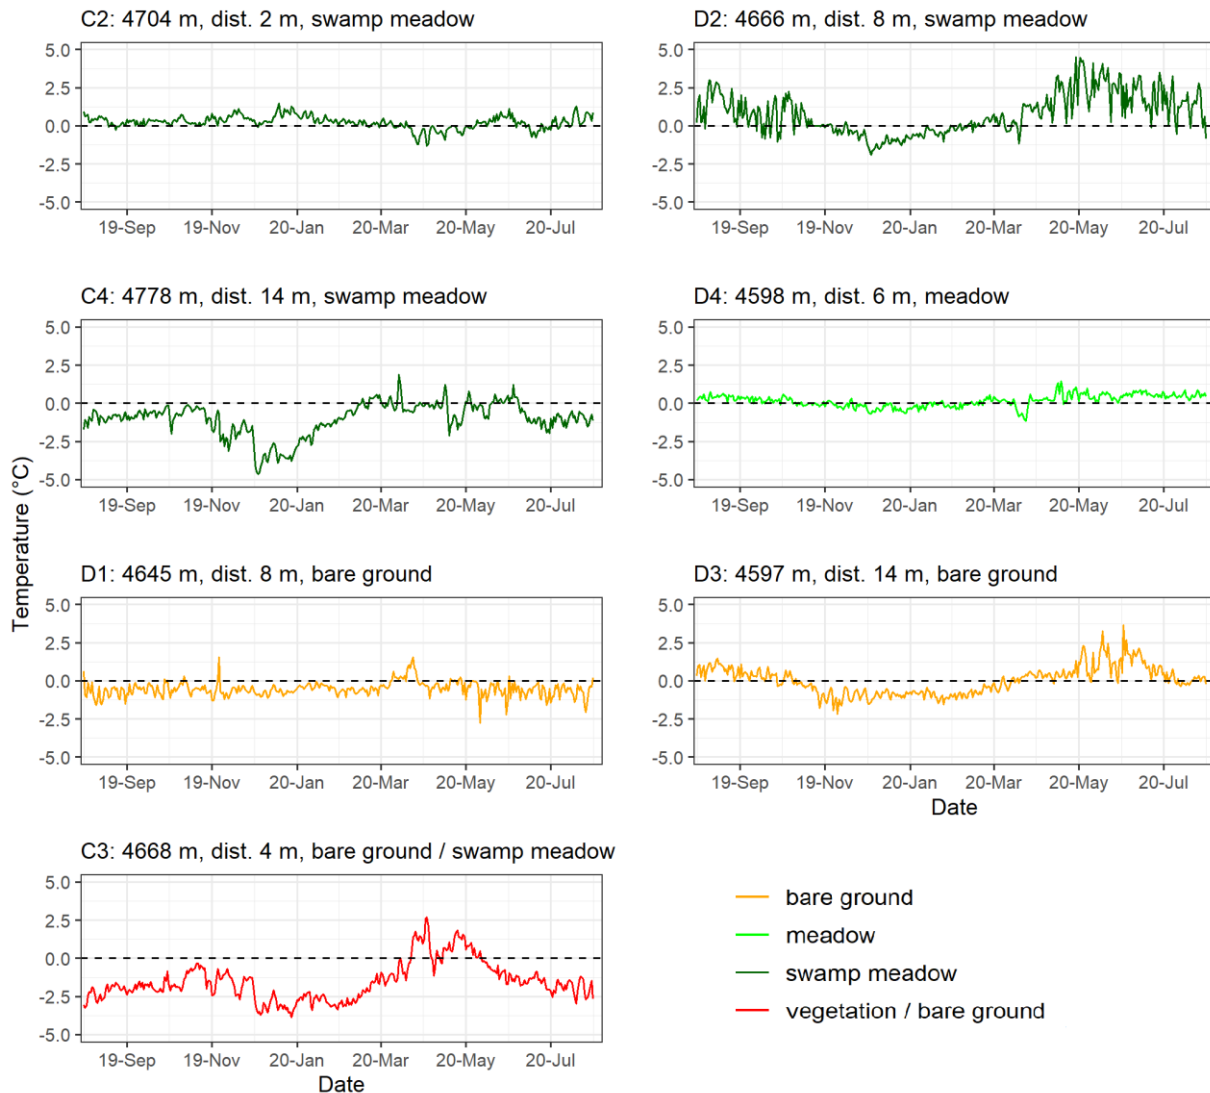 C2: 4704 m, dist. 2 m, swamp meadow
5.0
2.5
0.0
-2.5
-5.0
19-Sep 19-Nov 20-Jan 20-Mar 20-May 20-Jul
D2: 4666 m, dist. 8 m, swamp meadow
5.0
2.5
0.0
-2.5
-5.0
19-Sep 19-Nov 20-Jan 20-Mar 20-May 20-Jul
C4: 4778 m, dist. 14 m, swamp meadow
5.0
2.5
0.0
-2.5
-5.0
19-Sep 19-Nov 20-Jan 20-Mar 20-May 20-Jul
D4: 4598 m, dist. 6 m, meadow
5.0
2.5
0.0
-2.5
-5.0
19-Sep 19-Nov 20-Jan 20-Mar 20-May 20-Jul
Temperature (°C)
D1: 4645 m, dist. 8 m, bare ground
5.0
2.5
0.0
-2.5
-5.0
19-Sep 19-Nov 20-Jan 20-Mar 20-May 20-Jul
D3: 4597 m, dist. 14 m, bare ground
5.0
2.5
0.0
-2.5
-5.0
19-Sep 19-Nov 20-Jan 20-Mar 20-May 20-Jul
Date
C3: 4668 m, dist. 4 m, bare ground / swamp meadow
5.0
2.5
0.0
-2.5
-5.0
19-Sep 19-Nov 20-Jan 20-Mar 20-May 20-Jul
Date
bare ground
meadow
swamp meadow
vegetation / bare ground